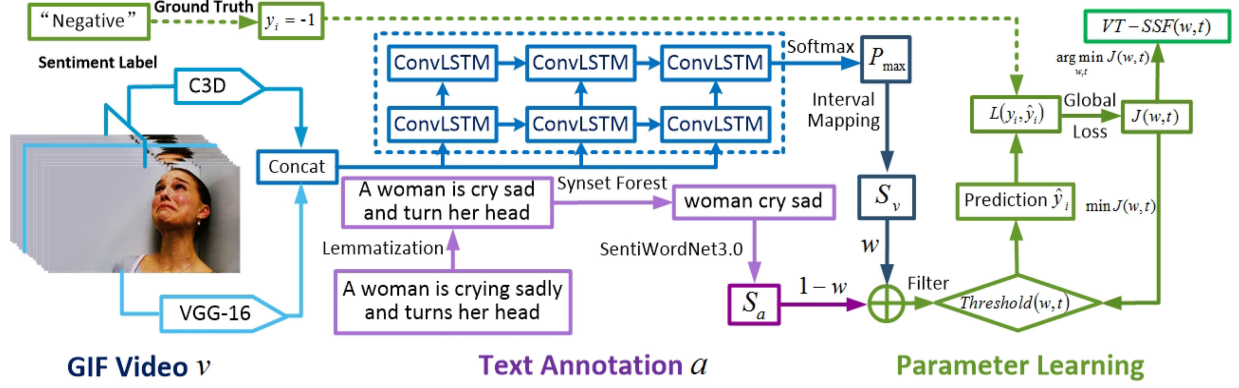 “Negative”
Ground Truth
y_i = -1
Sentiment Label
C3D
VGG-16
Concat
ConvLSTM ConvLSTM ConvLSTM
ConvLSTM ConvLSTM ConvLSTM
Softmax
P_max
Interval
Mapping
S_v
w
A woman is cry sad
and turn her head
Synset Forest
woman cry sad
Lemmatization
SentiWordNet3.0
A woman is crying sadly
and turns her head
S_a
1 − w
Filter
Threshold(w,t)
Prediction ŷ_i
L(y_i, ŷ_i)
Global
Loss
J(w,t)
min J(w,t)
arg min J(w,t)
w,t
VT−SSF(w,t)
GIF Video v
Text Annotation a
Parameter Learning